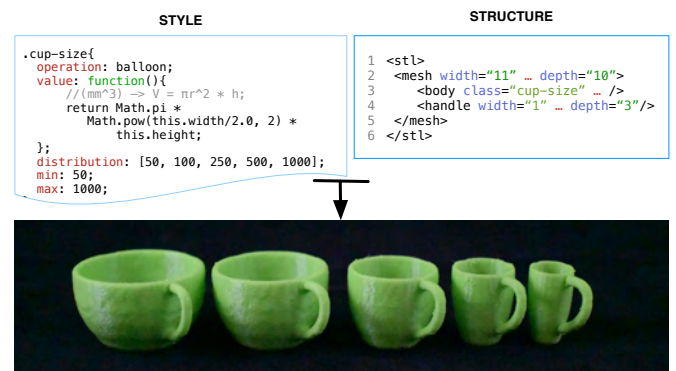 STYLE
.cup-size{
operation: balloon;
value: function(){
//(mm^3) —> V = πr^2 * h;
return Math.pi *
Math.pow(this.width/2.0, 2) *
this.height;
};
distribution: [50, 100, 250, 500, 1000];
min: 50;
max: 1000;
STRUCTURE
1 <stl>
2 <mesh width=“11” … depth=“10”>
3 <body class=“cup-size” … />
4 <handle width=“1” … depth=“3”/>
5 </mesh>
6 </stl>